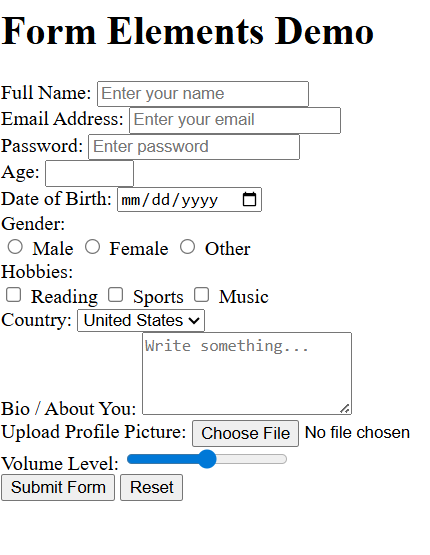 Form Elements Demo
Full Name: Enter your name
Email Address: Enter your email
Password: Enter password
Age:
Date of Birth: mm/dd/yyyy
Gender:
Male Female Other
Hobbies:
Reading Sports Music
Country: United States
Write something...
Bio / About You:
Upload Profile Picture: Choose File No file chosen
Volume Level:
Submit Form Reset